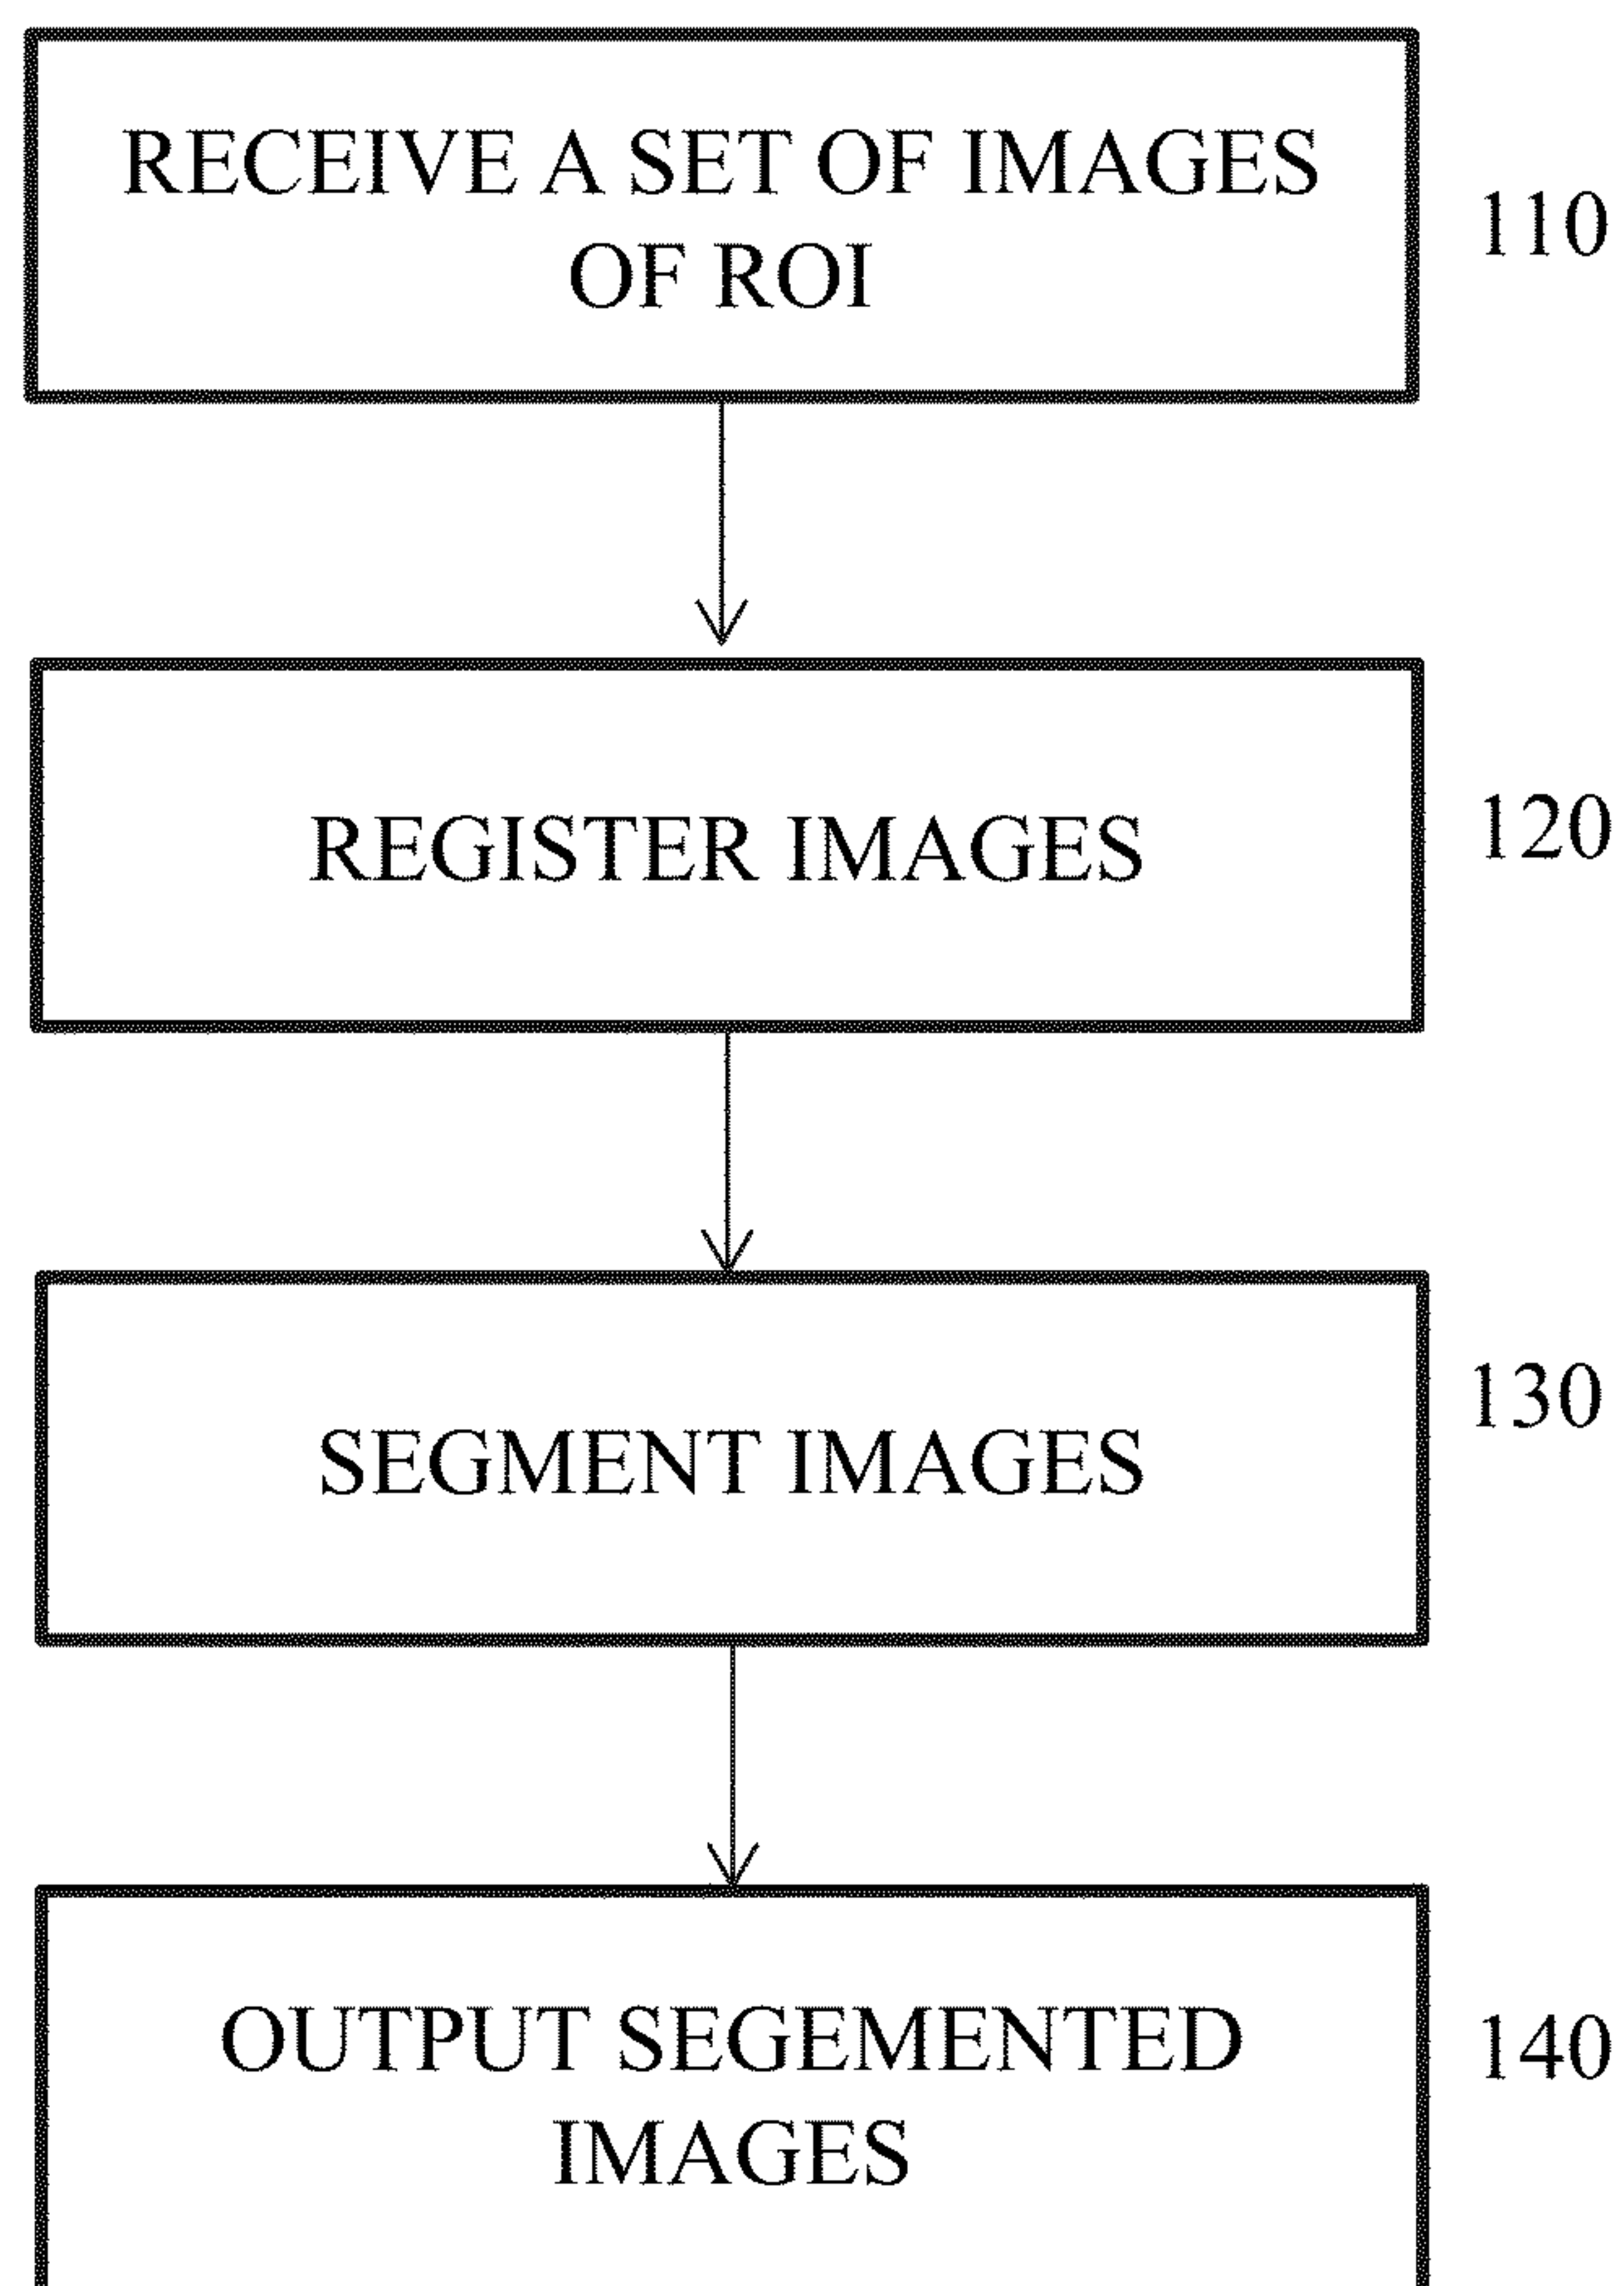 RECEIVE A SET OF IMAGES
OF ROI
110
REGISTER IMAGES
120
SEGMENT IMAGES
130
OUTPUT SEGEMENTED
IMAGES
140